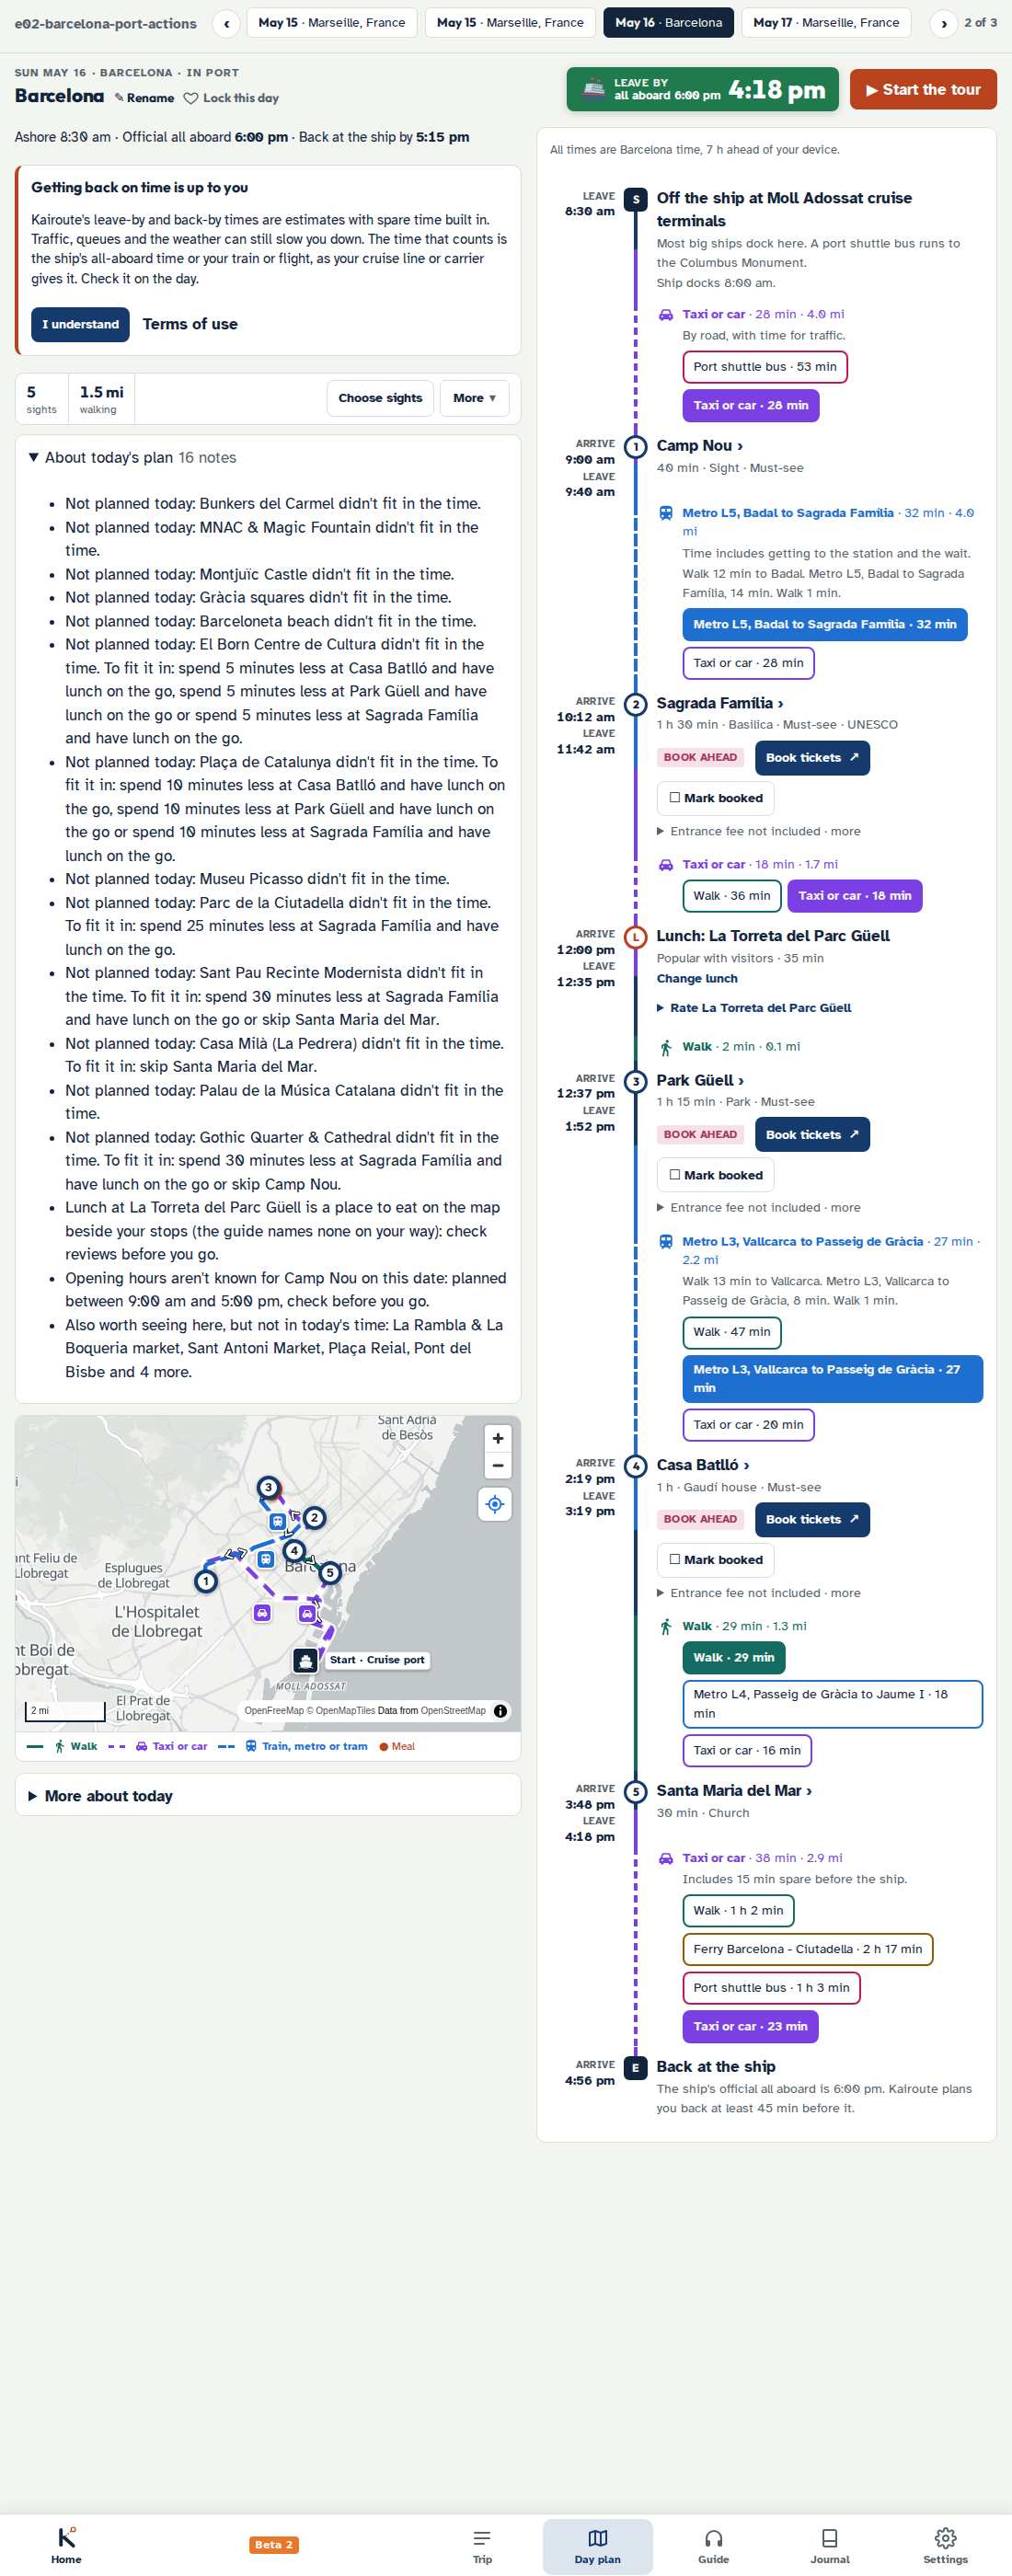 e02-barcelona-port-actions
‹
May 15 · Marseille, France
May 15 · Marseille, France
May 16 · Barcelona
May 17 · Marseille, France
›
2 of 3
SUN MAY 16 · BARCELONA · IN PORT
Barcelona ✎ Rename ♡ Lock this day
LEAVE BY
all aboard 6:00 pm 4:18 pm
▶ Start the tour
Ashore 8:30 am · Official all aboard 6:00 pm · Back at the ship by 5:15 pm
Getting back on time is up to you
Kairoute's leave-by and back-by times are estimates with spare time built in.
Traffic, queues and the weather can still slow you down. The time that counts is
the ship's all-aboard time or your train or flight, as your cruise line or carrier
gives it. Check it on the day.
I understand
Terms of use
5
sights
1.5 mi
walking
Choose sights
More ▼
▼ About today's plan 16 notes
• Not planned today: Bunkers del Carmel didn't fit in the time.
• Not planned today: MNAC & Magic Fountain didn't fit in the
time.
• Not planned today: Montjuïc Castle didn't fit in the time.
• Not planned today: Gràcia squares didn't fit in the time.
• Not planned today: Barceloneta beach didn't fit in the time.
• Not planned today: El Born Centre de Cultura didn't fit in the
time. To fit it in: spend 5 minutes less at Casa Batlló and have
lunch on the go, spend 5 minutes less at Park Güell and have
lunch on the go or spend 5 minutes less at Sagrada Família
and have lunch on the go.
• Not planned today: Plaça de Catalunya didn't fit in the time. To
fit it in: spend 10 minutes less at Casa Batlló and have lunch on
the go, spend 10 minutes less at Park Güell and have lunch on
the go or spend 10 minutes less at Sagrada Família and have
lunch on the go.
• Not planned today: Museu Picasso didn't fit in the time.
• Not planned today: Parc de la Ciutadella didn't fit in the time.
To fit it in: spend 25 minutes less at Sagrada Família and have
lunch on the go.
• Not planned today: Sant Pau Recinte Modernista didn't fit in
the time. To fit it in: spend 30 minutes less at Sagrada Família
and have lunch on the go or skip Santa Maria del Mar.
• Not planned today: Casa Milà (La Pedrera) didn't fit in the time.
To fit it in: skip Santa Maria del Mar.
• Not planned today: Palau de la Música Catalana didn't fit in the
time.
• Not planned today: Gothic Quarter & Cathedral didn't fit in the
time. To fit it in: spend 30 minutes less at Sagrada Família and
have lunch on the go or skip Camp Nou.
• Lunch at La Torreta del Parc Güell is a place to eat on the map
beside your stops (the guide names none on your way): check
reviews before you go.
• Opening hours aren't known for Camp Nou on this date: planned
between 9:00 am and 5:00 pm, check before you go.
• Also worth seeing here, but not in today's time: La Rambla & La
Boqueria market, Sant Antoni Market, Plaça Reial, Pont del
Bisbe and 4 more.
Sant Adrià
de Besòs
+
−
3
2
4
5
1
Barcelona
nt Feliu de
Llobregat
Esplugues
de Llobregat
L'Hospitalet
de Llobregat
nt Boi de
obregat
Start · Cruise port
MOLL ADOSSAT
El Prat de
Llobregat
2 mi
OpenFreeMap © OpenMapTiles Data from OpenStreetMap
Walk
Taxi or car
Train, metro or tram
Meal
▶ More about today
All times are Barcelona time, 7 h ahead of your device.
LEAVE
8:30 am
S
Off the ship at Moll Adossat cruise
terminals
Most big ships dock here. A port shuttle bus runs to
the Columbus Monument.
Ship docks 8:00 am.
Taxi or car · 28 min · 4.0 mi
By road, with time for traffic.
Port shuttle bus · 53 min
Taxi or car · 28 min
ARRIVE
9:00 am
LEAVE
9:40 am
1
Camp Nou ›
40 min · Sight · Must-see
Metro L5, Badal to Sagrada Família · 32 min · 4.0
mi
Time includes getting to the station and the wait.
Walk 12 min to Badal. Metro L5, Badal to Sagrada
Família, 14 min. Walk 1 min.
Metro L5, Badal to Sagrada Família · 32 min
Taxi or car · 28 min
ARRIVE
10:12 am
LEAVE
11:42 am
2
Sagrada Família ›
1 h 30 min · Basilica · Must-see · UNESCO
BOOK AHEAD
Book tickets ↗
☐ Mark booked
▶ Entrance fee not included · more
Taxi or car · 18 min · 1.7 mi
Walk · 36 min
Taxi or car · 18 min
ARRIVE
12:00 pm
LEAVE
12:35 pm
L
Lunch: La Torreta del Parc Güell
Popular with visitors · 35 min
Change lunch
▶ Rate La Torreta del Parc Güell
Walk · 2 min · 0.1 mi
ARRIVE
12:37 pm
LEAVE
1:52 pm
3
Park Güell ›
1 h 15 min · Park · Must-see
BOOK AHEAD
Book tickets ↗
☐ Mark booked
▶ Entrance fee not included · more
Metro L3, Vallcarca to Passeig de Gràcia · 27 min ·
2.2 mi
Walk 13 min to Vallcarca. Metro L3, Vallcarca to
Passeig de Gràcia, 8 min. Walk 1 min.
Walk · 47 min
Metro L3, Vallcarca to Passeig de Gràcia · 27
min
Taxi or car · 20 min
ARRIVE
2:19 pm
LEAVE
3:19 pm
4
Casa Batlló ›
1 h · Gaudí house · Must-see
BOOK AHEAD
Book tickets ↗
☐ Mark booked
▶ Entrance fee not included · more
Walk · 29 min · 1.3 mi
Walk · 29 min
Metro L4, Passeig de Gràcia to Jaume I · 18
min
Taxi or car · 16 min
ARRIVE
3:48 pm
LEAVE
4:18 pm
5
Santa Maria del Mar ›
30 min · Church
Taxi or car · 38 min · 2.9 mi
Includes 15 min spare before the ship.
Walk · 1 h 2 min
Ferry Barcelona - Ciutadella · 2 h 17 min
Port shuttle bus · 1 h 3 min
Taxi or car · 23 min
ARRIVE
4:56 pm
E
Back at the ship
The ship's official all aboard is 6:00 pm. Kairoute plans
you back at least 45 min before it.
Home
Beta 2
Trip
Day plan
Guide
Journal
Settings